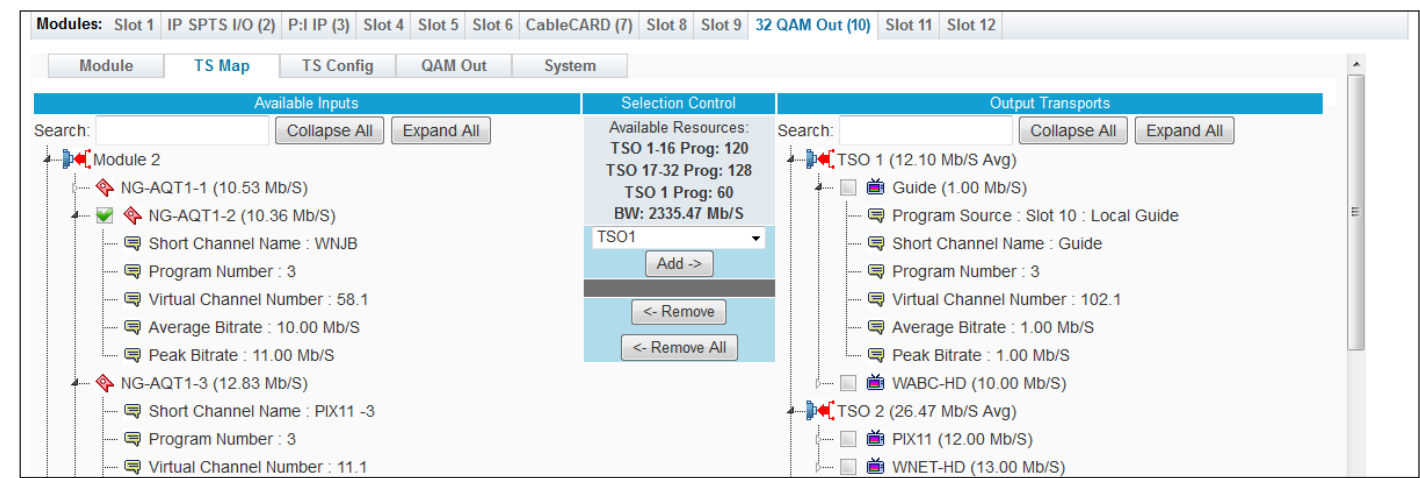 Modules: Slot 1 IP SPTS I/O (2) P:I IP (3) Slot 4 Slot 5 Slot 6 CableCARD (7) Slot 8 Slot 9 32 QAM Out (10) Slot 11 Slot 12
Module TS Map TS Config QAM Out System
Available Inputs
Search: Collapse All Expand All
Module 2
NG-AQT1-1 (10.53 Mb/S)
NG-AQT1-2 (10.36 Mb/S)
Short Channel Name : WNJB
Program Number : 3
Virtual Channel Number : 58.1
Average Bitrate : 10.00 Mb/S
Peak Bitrate : 11.00 Mb/S
NG-AQT1-3 (12.83 Mb/S)
Short Channel Name : PIX11 -3
Program Number : 3
Virtual Channel Number : 11.1
Selection Control
Available Resources:
TSO 1-16 Prog: 120
TSO 17-32 Prog: 128
TSO 1 Prog: 60
BW: 2335.47 Mb/S
TSO1
Add ->
<- Remove
<- Remove All
Output Transports
Search: Collapse All Expand All
TSO 1 (12.10 Mb/S Avg)
Guide (1.00 Mb/S)
Program Source : Slot 10 : Local Guide
Short Channel Name : Guide
Program Number : 3
Virtual Channel Number : 102.1
Average Bitrate : 1.00 Mb/S
Peak Bitrate : 1.00 Mb/S
WABC-HD (10.00 Mb/S)
TSO 2 (26.47 Mb/S Avg)
PIX11 (12.00 Mb/S)
WNET-HD (13.00 Mb/S)